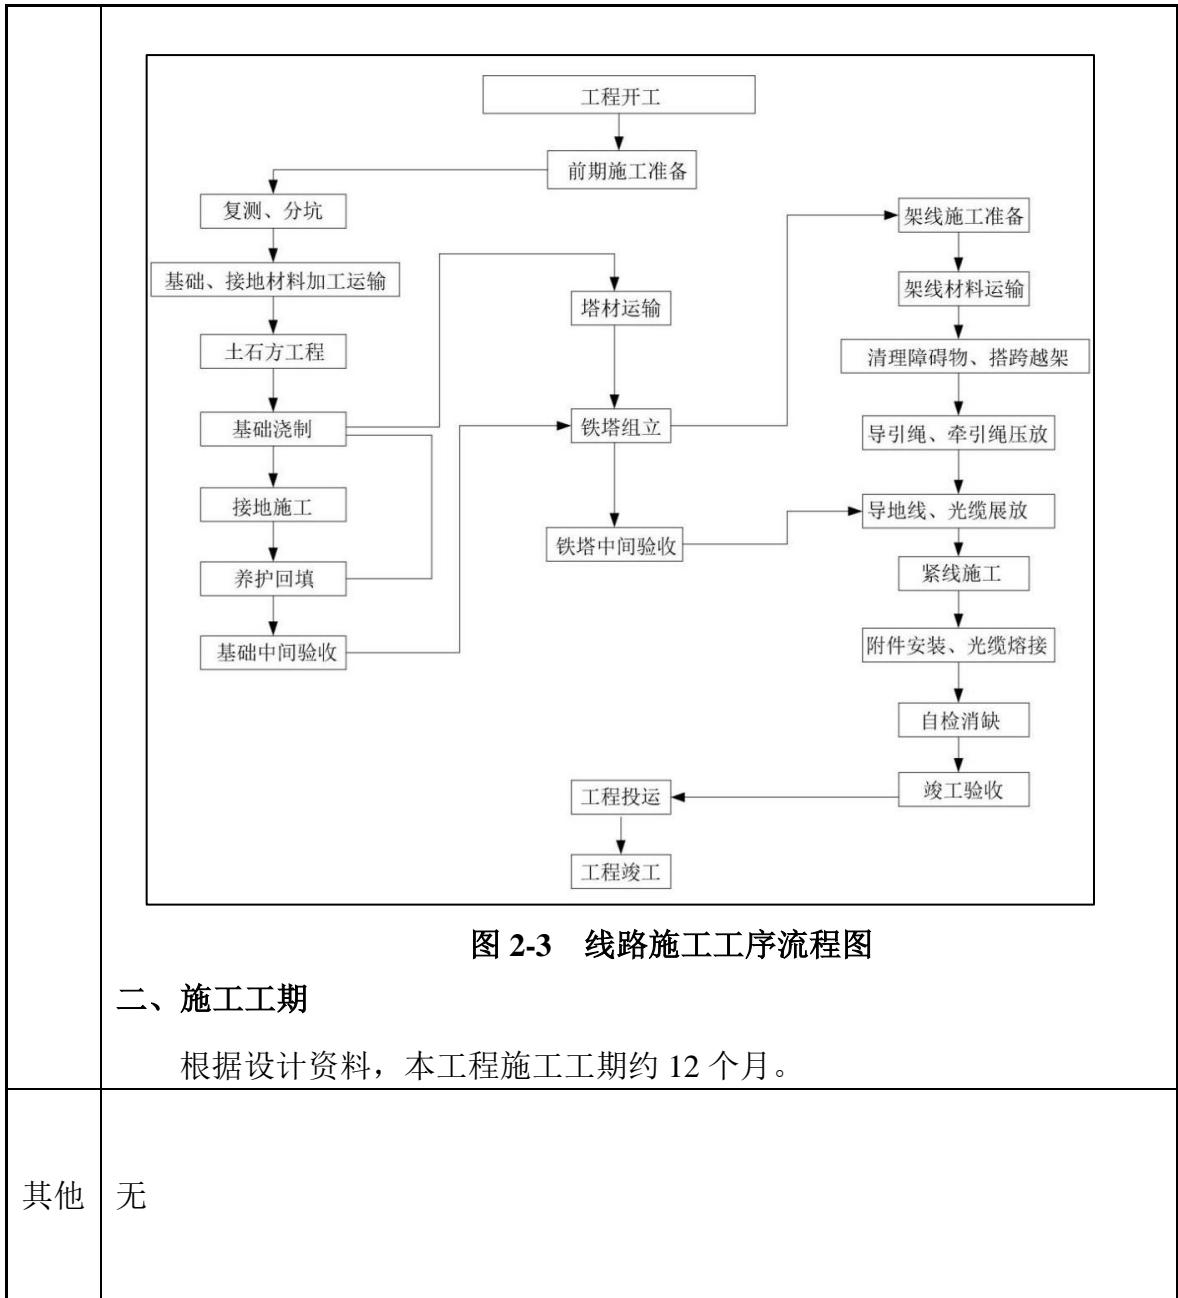 工程开工
前期施工准备
复测、分坑
基础、接地材料加工运输
土石方工程
基础浇制
接地施工
养护回填
基础中间验收
塔材运输
铁塔组立
铁塔中间验收
架线施工准备
架线材料运输
清理障碍物、搭跨越架
导引绳、牵引绳压放
导地线、光缆展放
紧线施工
附件安装、光缆熔接
自检消缺
竣工验收
工程投运
工程竣工
图 2-3 线路施工工序流程图
二、施工工期
根据设计资料，本工程施工工期约 12 个月。
其他
无